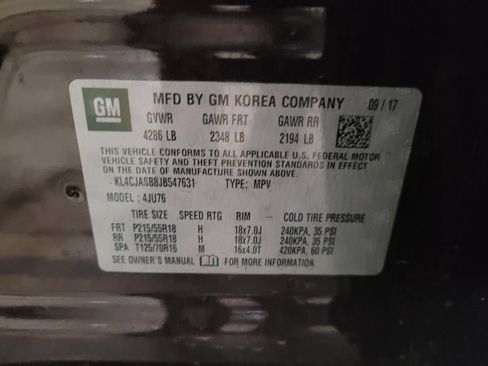 GM
MFD BY GM KOREA COMPANY 09/17
GVWR GAWR FRT GAWR RR
4286 LB 2348 LB 2194 LB
THIS VEHICLE CONFORMS TO ALL APPLICABLE U.S. FEDERAL MOTOR
VEHICLE SAFETY AND THEFT PREVENTION STANDARDS IN EFFECT
ON THE DATE OF MANUFACTURE SHOWN ABOVE.
KL4CJASB8JB547631 TYPE: MPV
MODEL: 4JU76
TIRE SIZE SPEED RTG RIM COLD TIRE PRESSURE
FRT P215/55R18 H 18x7.0J 240KPA, 35 PSI
RR P215/55R18 H 18x7.0J 240KPA, 35 PSI
SPA T125/70R16 M 16x4.0T 420KPA, 60 PSI
SEE OWNER'S MANUAL FOR MORE INFORMATION.